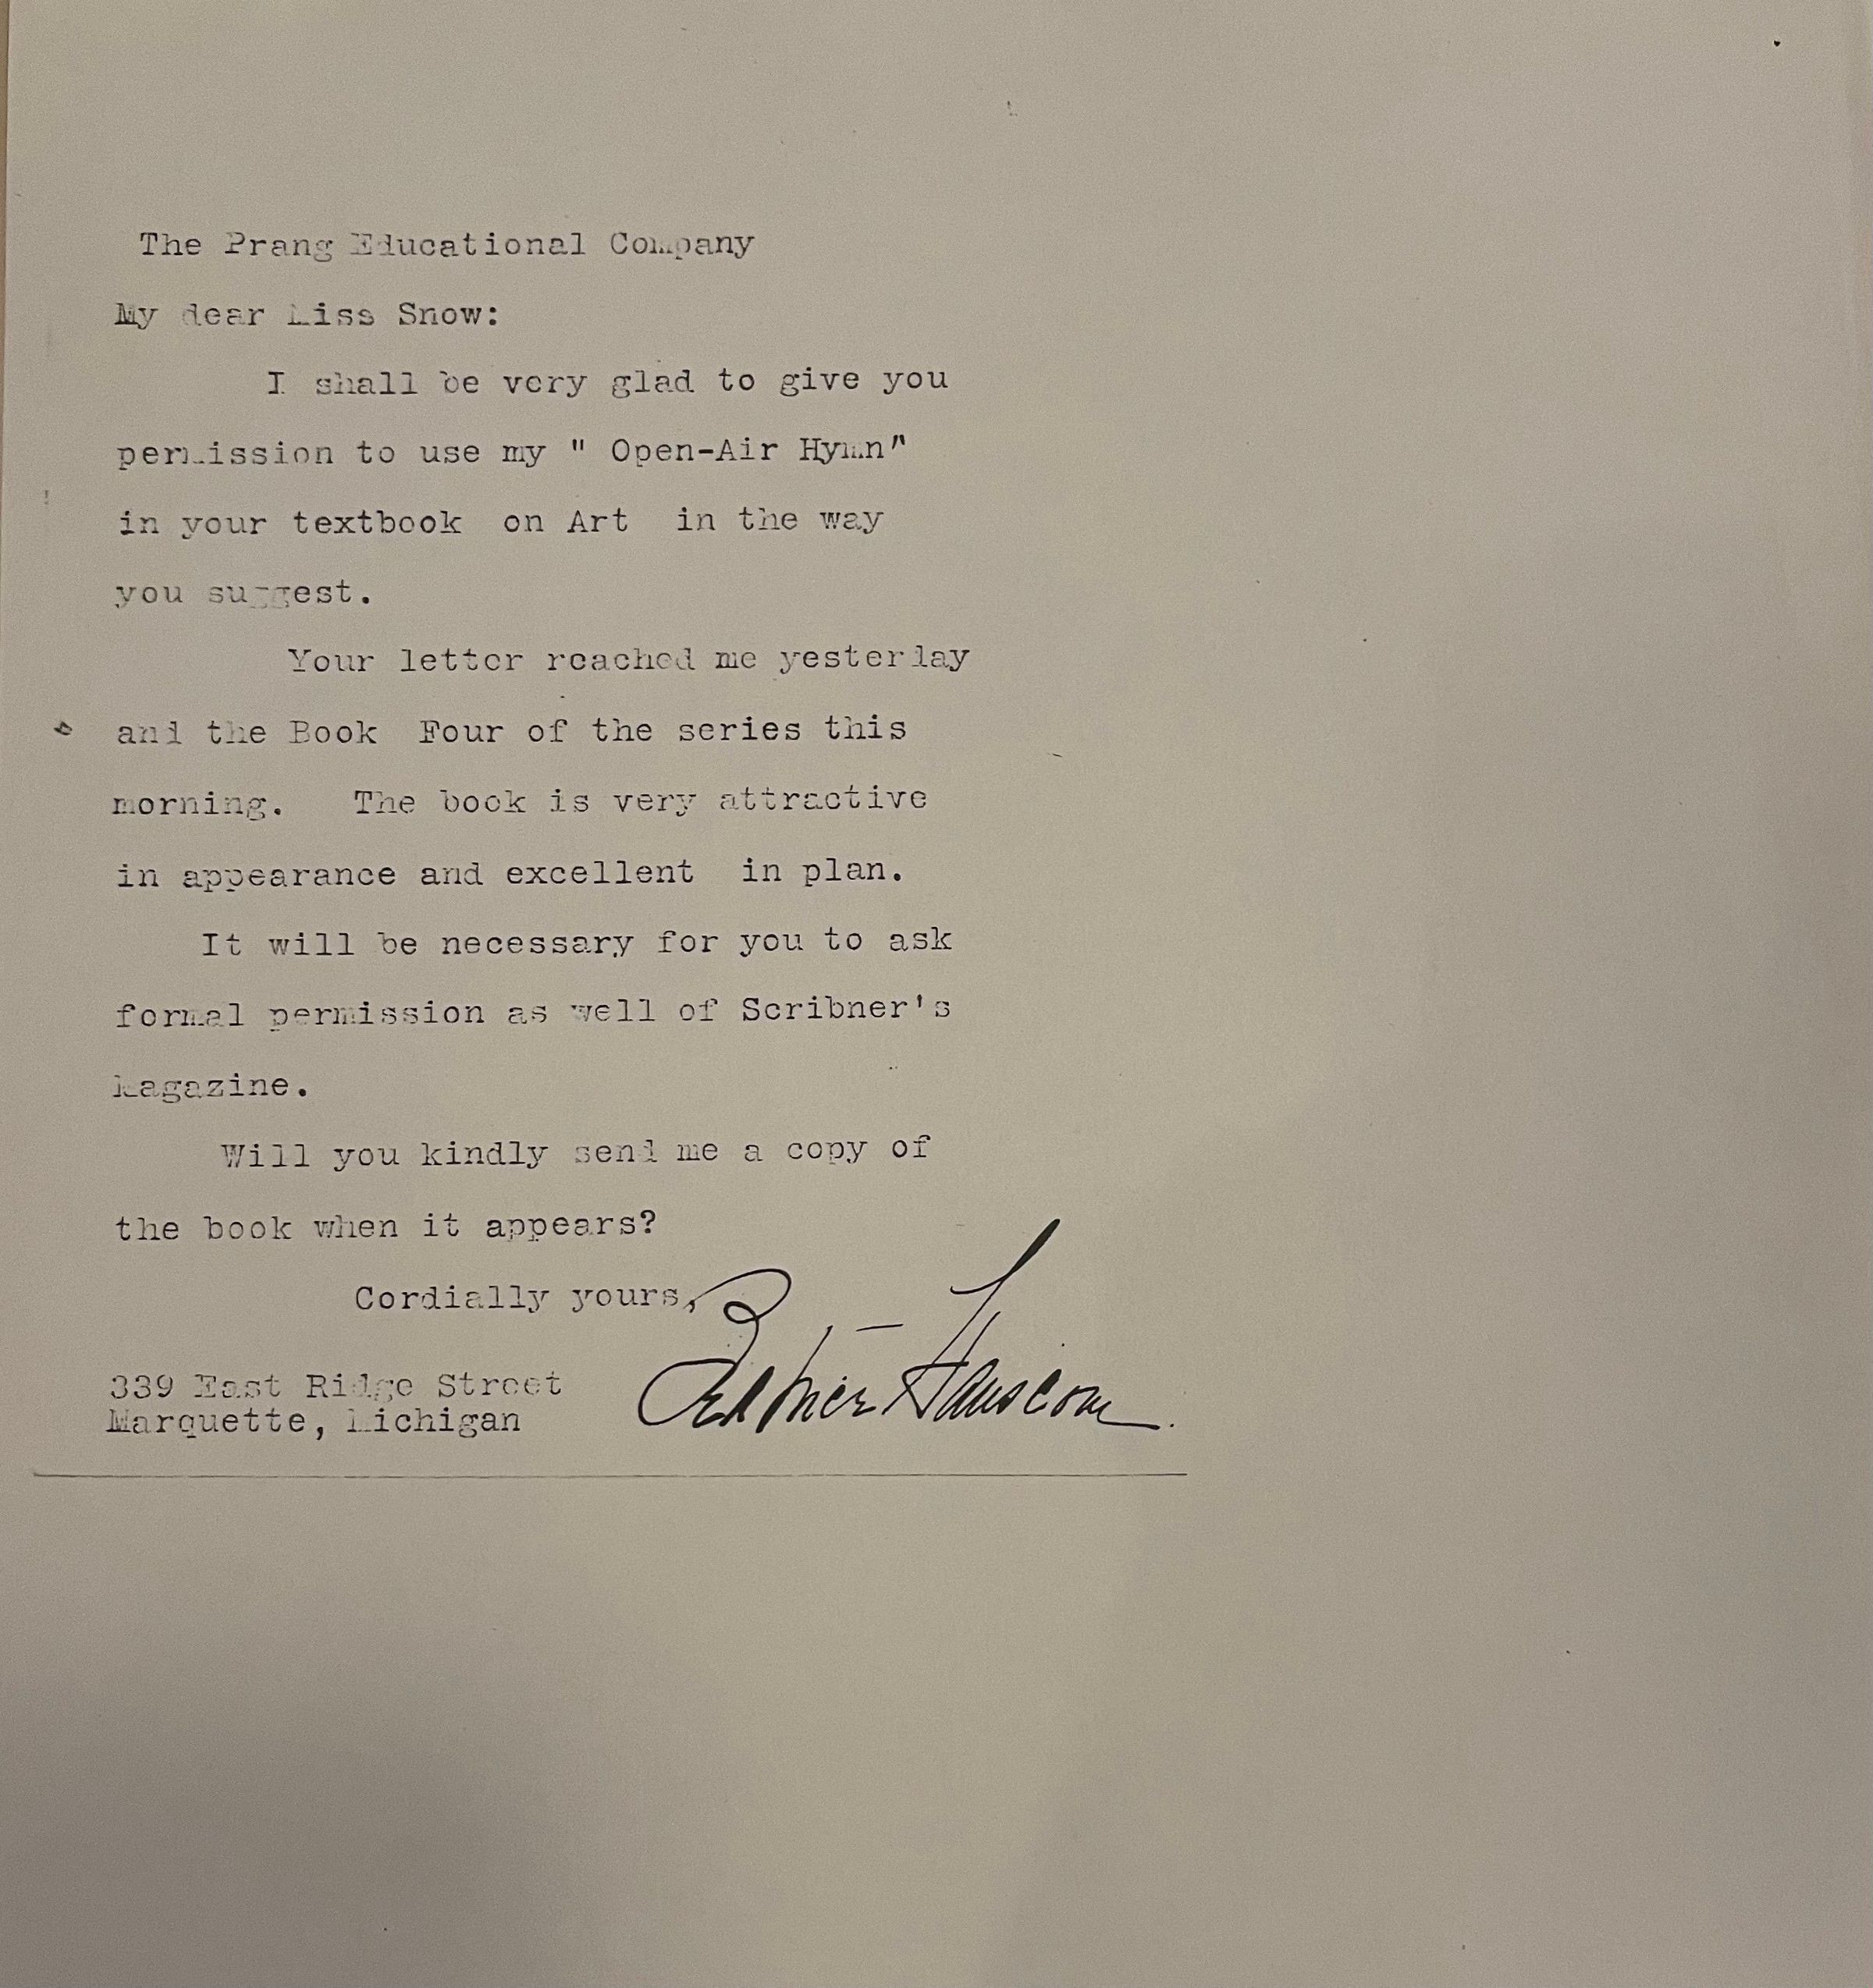 The Prang Educational Company
My dear Miss Snow:
I shall be very glad to give you
permission to use my " Open-Air Hymn"
in your textbook on Art in the way
you suggest.
Your letter reached me yesterday
and the Book Four of the series this
morning. The book is very attractive
in appearance and excellent in plan.
It will be necessary for you to ask
formal permission as well of Scribner's
Magazine.
Will you kindly send me a copy of
the book when it appears?
Cordially yours,
Hanscom
339 East Ridge Street
Marquette, Michigan